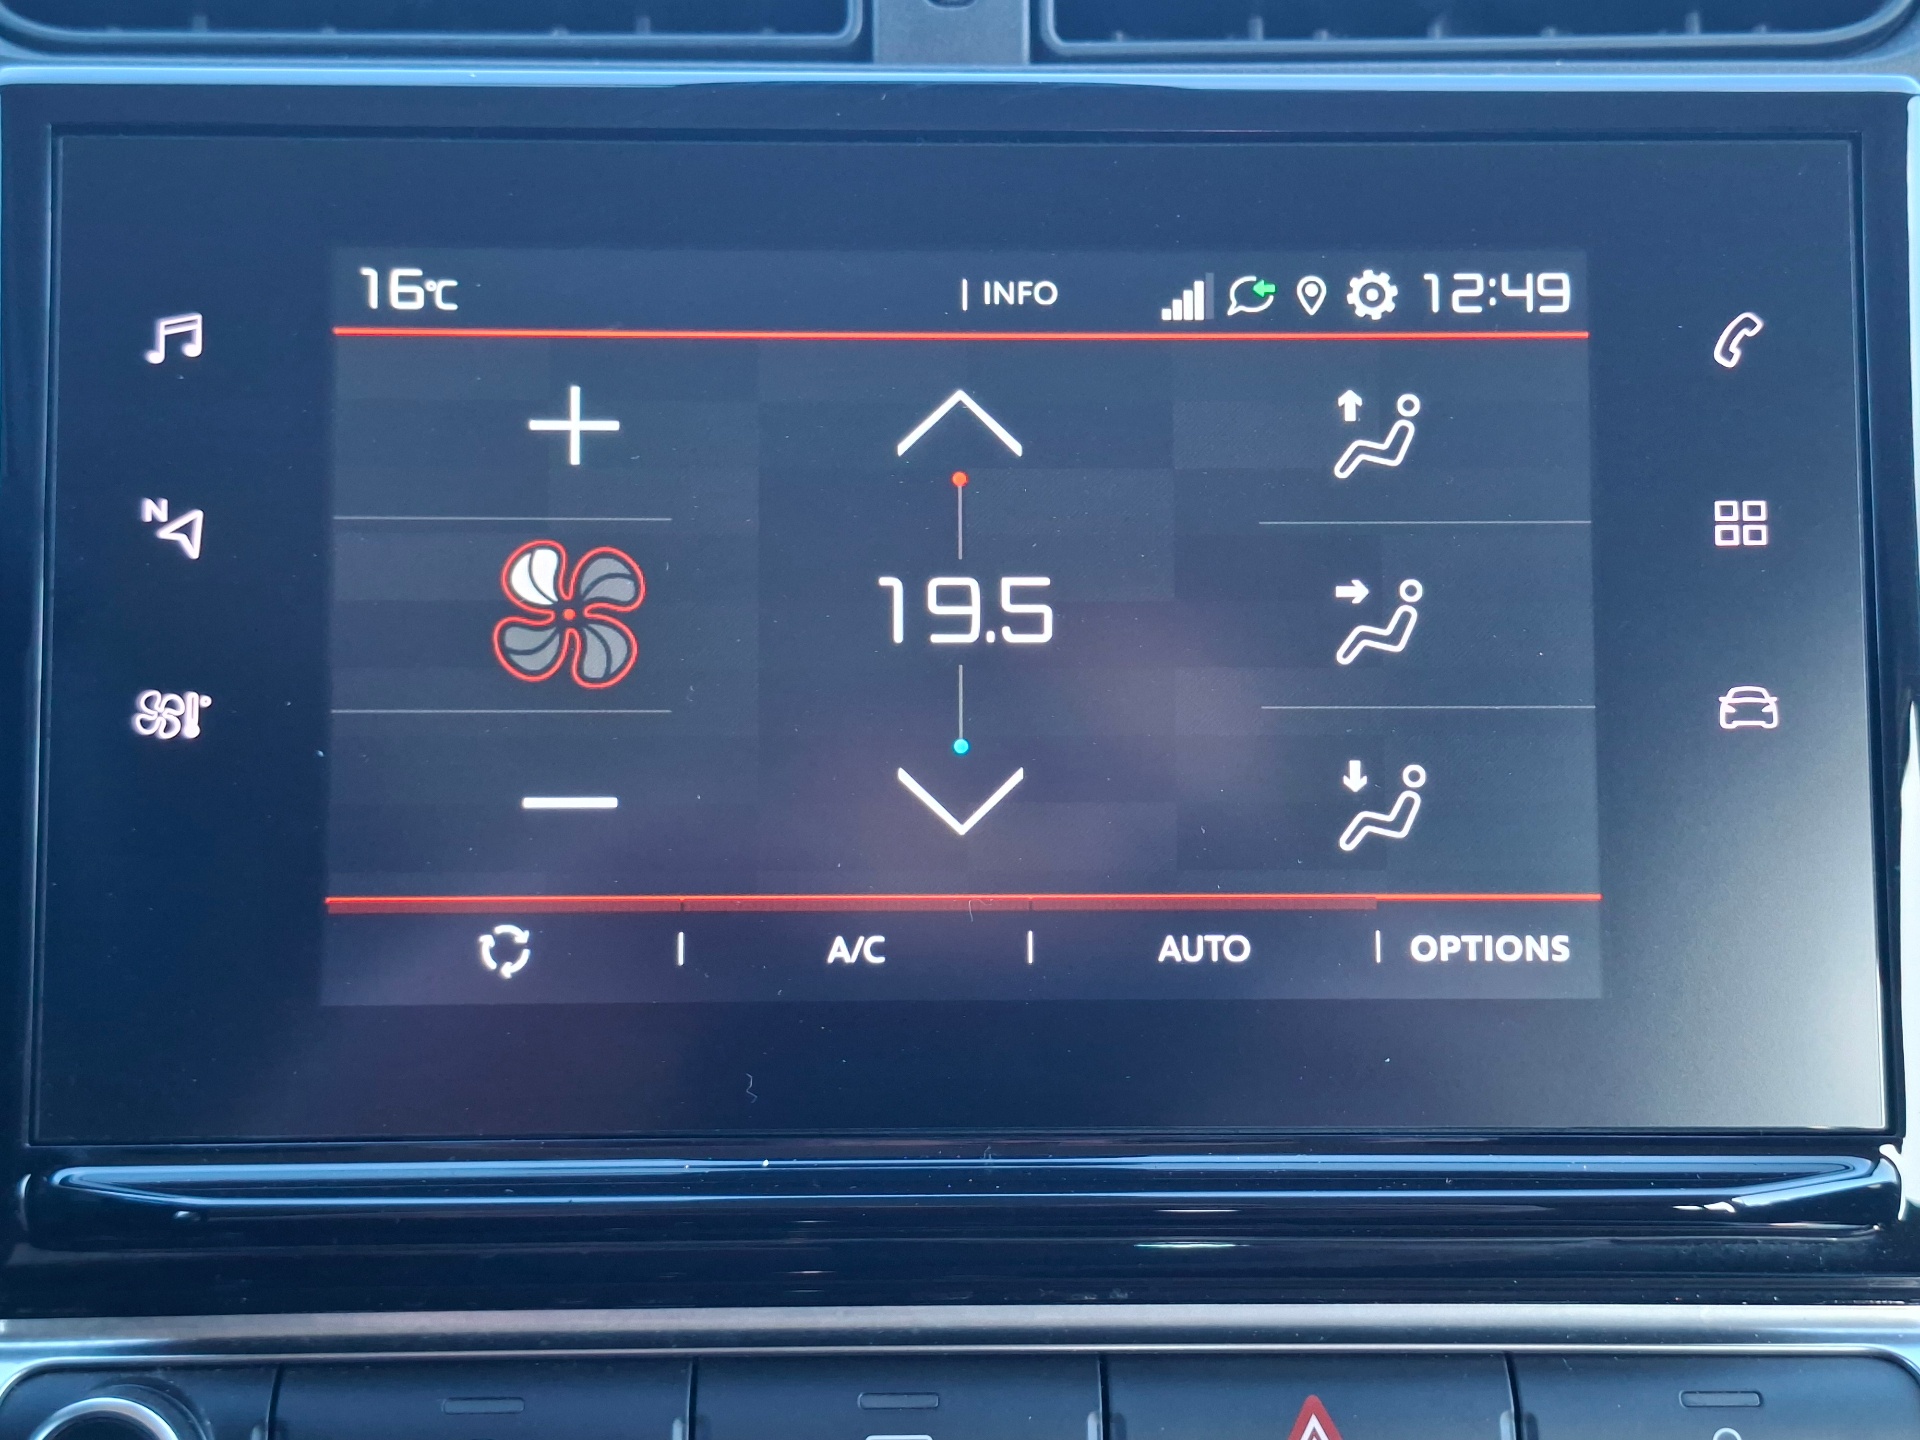 16°C | INFO 12:49
N
19.5
| A/C | AUTO | OPTIONS